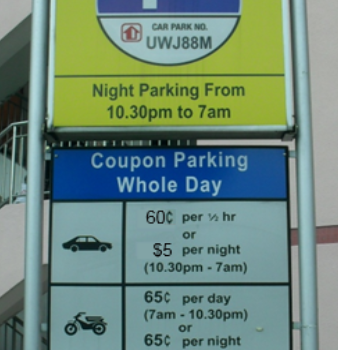 CAR PARK NO.
UWJ88M
Night Parking From
10.30pm to 7am
Coupon Parking
Whole Day
60¢ per ½ hr
or
$5 per night
(10.30pm - 7am)
65¢ per day
(7am - 10.30pm)
or
65¢ per night